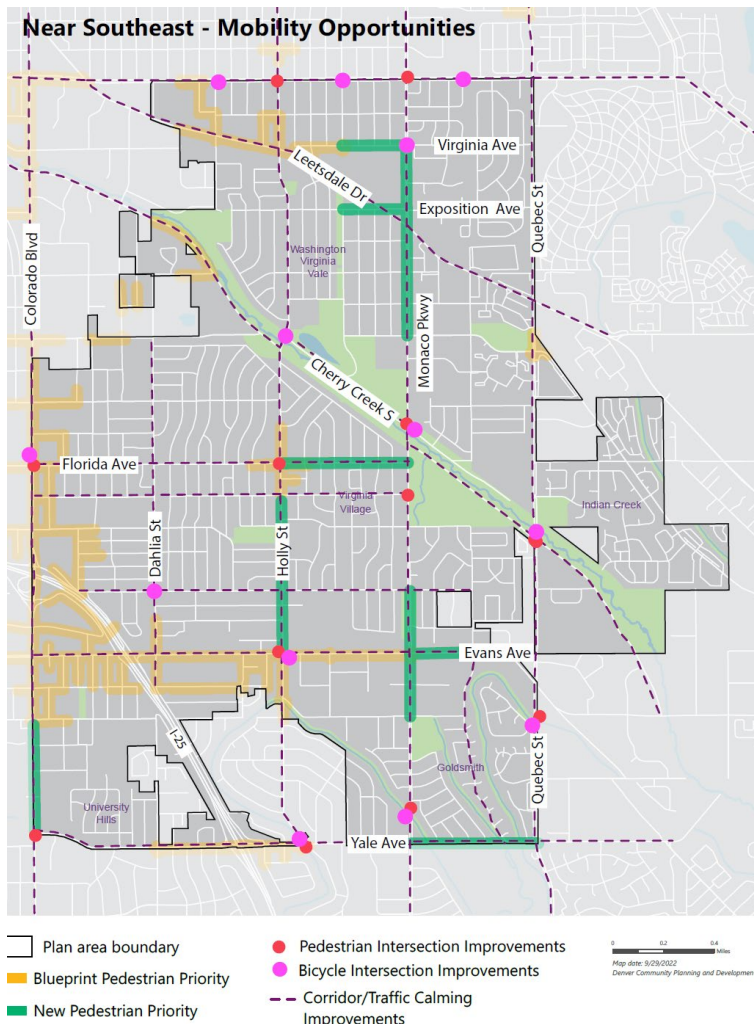 Near Southeast - Mobility Opportunities
Virginia Ave
Leetsdale Dr
Exposition Ave
Quebec St
Colorado Blvd
Washington
Virginia
Vale
Monaco Pkwy
Cherry Creek S
Florida Ave
Virginia
Village
Indian Creek
Dahlia St
Holly St
Evans Ave
I-25
Goldsmith
Quebec St
University
Hills
Yale Ave
Plan area boundary
Blueprint Pedestrian Priority
New Pedestrian Priority
Pedestrian Intersection Improvements
Bicycle Intersection Improvements
Corridor/Traffic Calming
Improvements
0 0.2 0.4
Miles
Map date: 9/29/2022
Denver Community Planning and Developmen